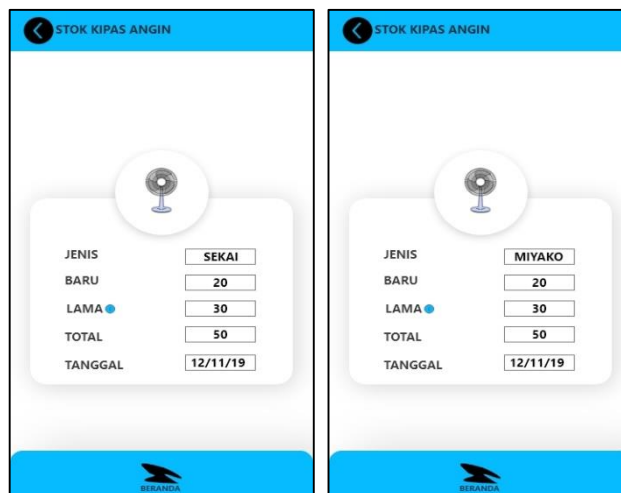 STOK KIPAS ANGIN
JENIS SEKAI
BARU 20
LAMA 30
TOTAL 50
TANGGAL 12/11/19
BERANDA
STOK KIPAS ANGIN
JENIS MIYAKO
BARU 20
LAMA 30
TOTAL 50
TANGGAL 12/11/19
BERANDA